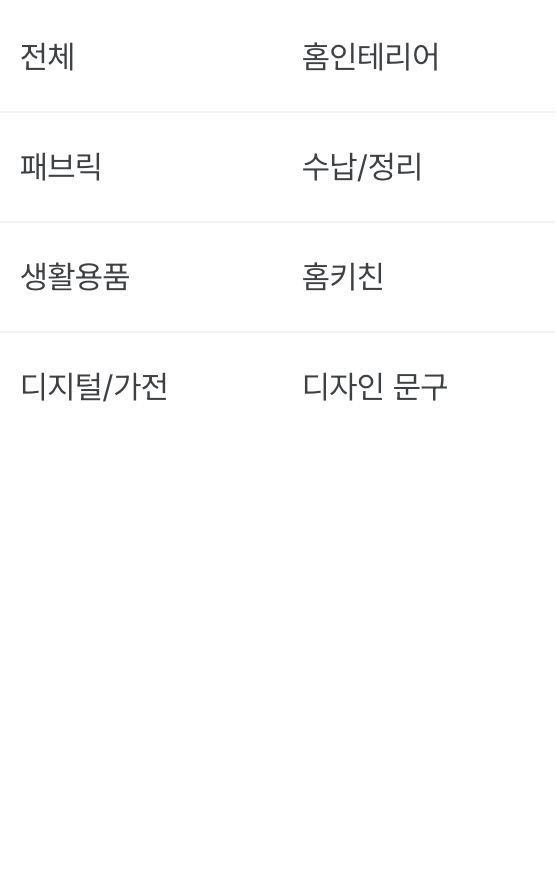 전체
홈인테리어
패브릭
수납/정리
생활용품
홈키친
디지털/가전
디자인 문구